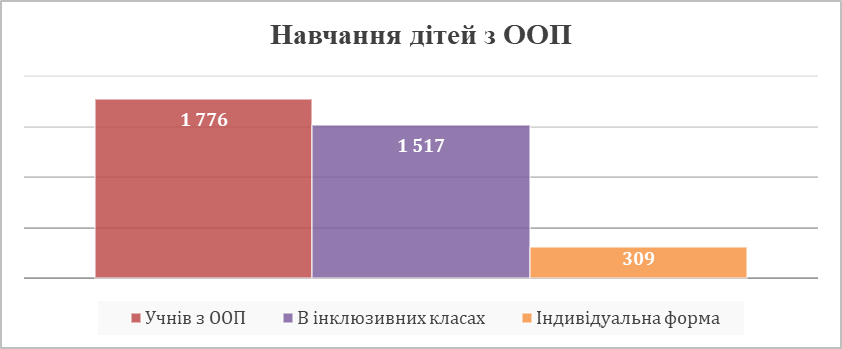 Навчання дітей з ООП
1 776
1 517
309
Учнів з ООП
В інклюзивних класах
Індивідуальна форма